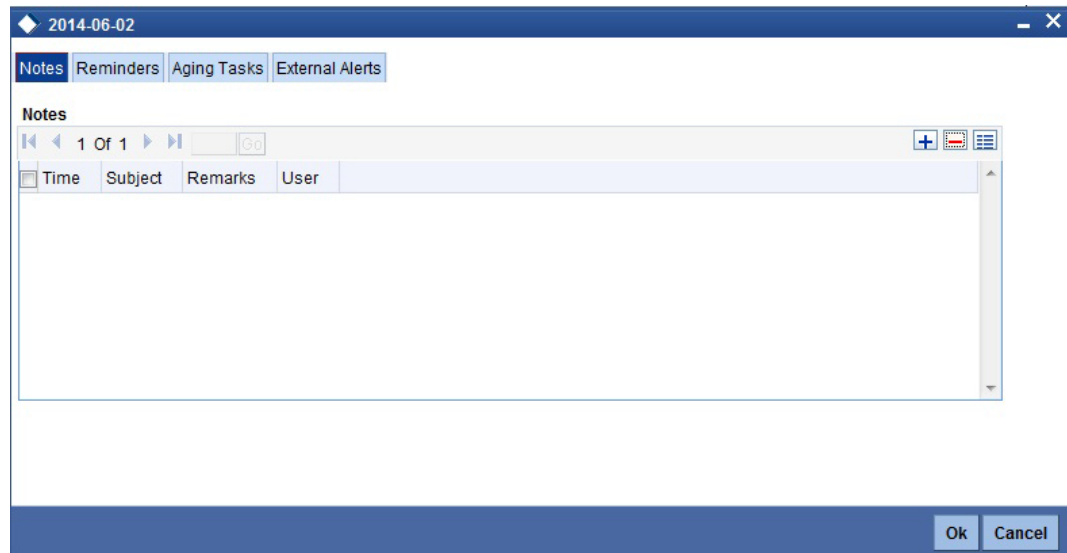 2014-06-02
Notes Reminders Aging Tasks External Alerts
Notes
1 Of 1 Go
Time Subject Remarks User
Ok Cancel